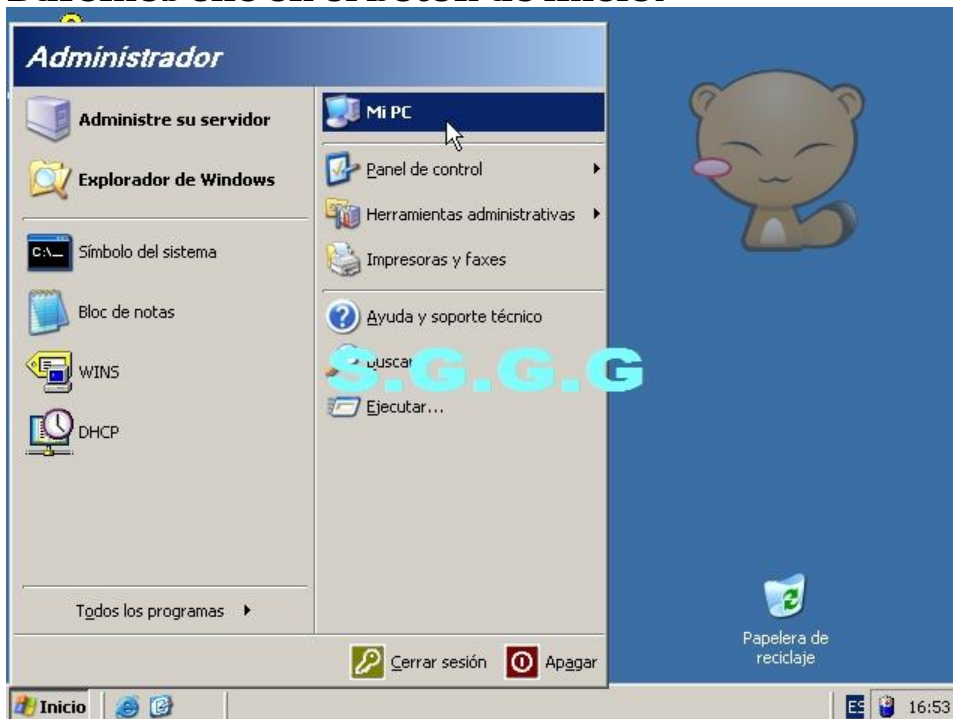 Administrador
Administre su servidor
Explorador de Windows
Símbolo del sistema
C:\_
Bloc de notas
WINS
DHCP
Todos los programas
Mi PC
Panel de control
Herramientas administrativas
Impresoras y faxes
Ayuda y soporte técnico
S.G.G.G
Ejecutar...
Cerrar sesión
Apagar
Papelera de
reciclaje
Inicio
ES
16:53